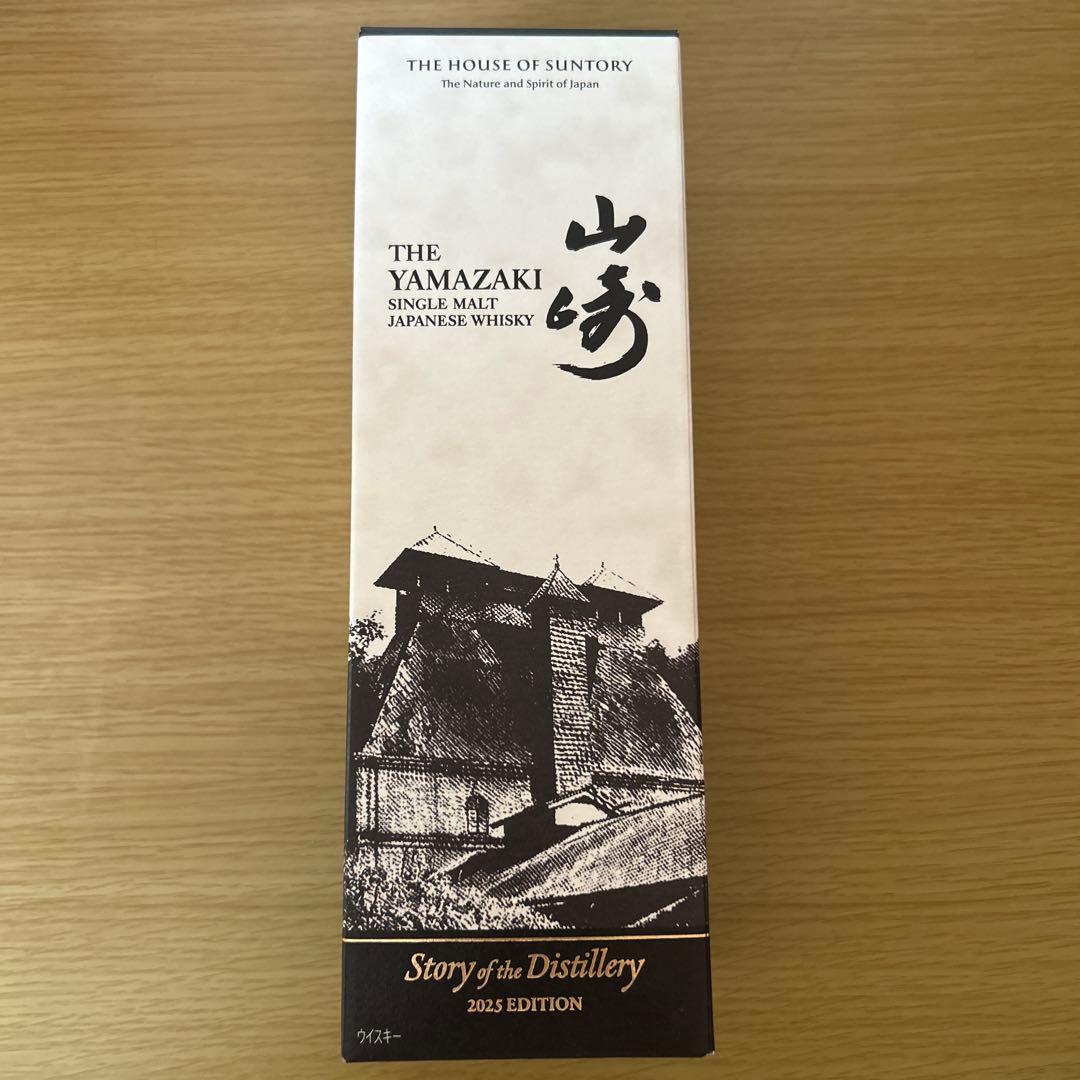 THE HOUSE OF SUNTORY
The Nature and Spirit of Japan
THE
YAMAZAKI
SINGLE MALT
JAPANESE WHISKY
山崎
Story of the Distillery
2025 EDITION
ウイスキー